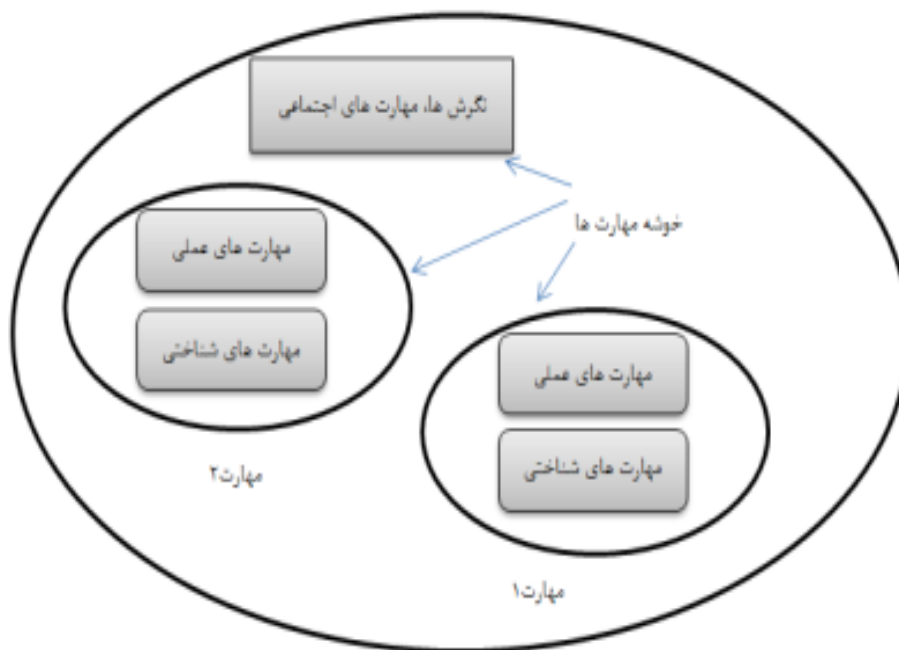 نگرش ها، مهارت های اجتماعی
خوشه مهارت ها
مهارت های عملی
مهارت های شناختی
مهارت۲
مهارت های عملی
مهارت های شناختی
مهارت۱